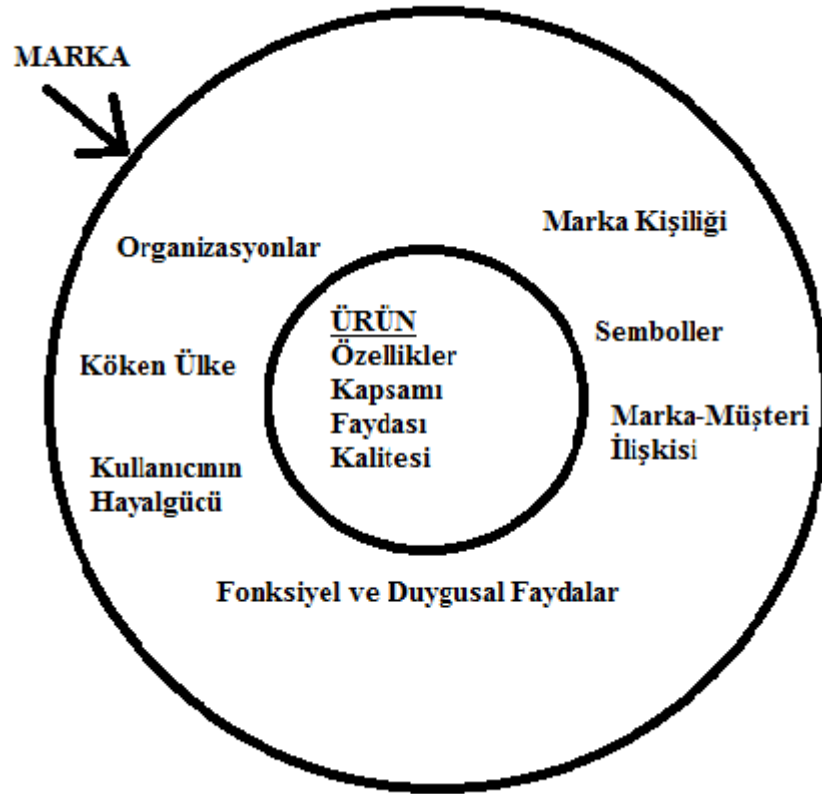 MARKA
Marka Kişiliği
Organizasyonlar
ÜRÜN
Özellikler
Kapsamı
Faydası
Kalitesi
Semboller
Köken Ülke
Marka-Müşteri
İlişkisi
Kullanıcının
Hayalgücü
Fonksiyel ve Duygusal Faydalar